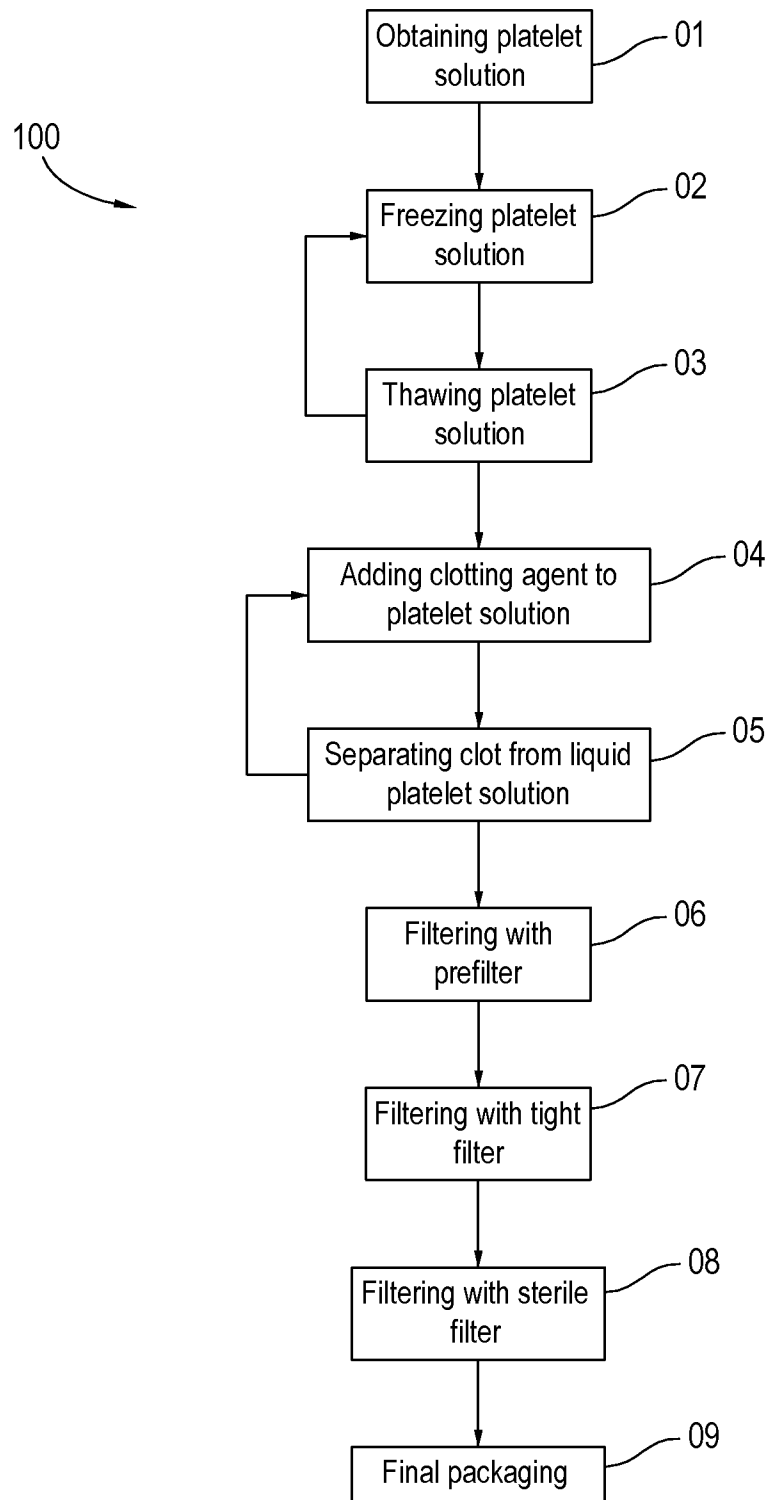 Obtaining platelet
solution
01
100
Freezing platelet
solution
02
Thawing platelet
solution
03
Adding clotting agent to
platelet solution
04
Separating clot from liquid
platelet solution
05
Filtering with
prefilter
06
Filtering with tight
filter
07
Filtering with sterile
filter
08
Final packaging
09